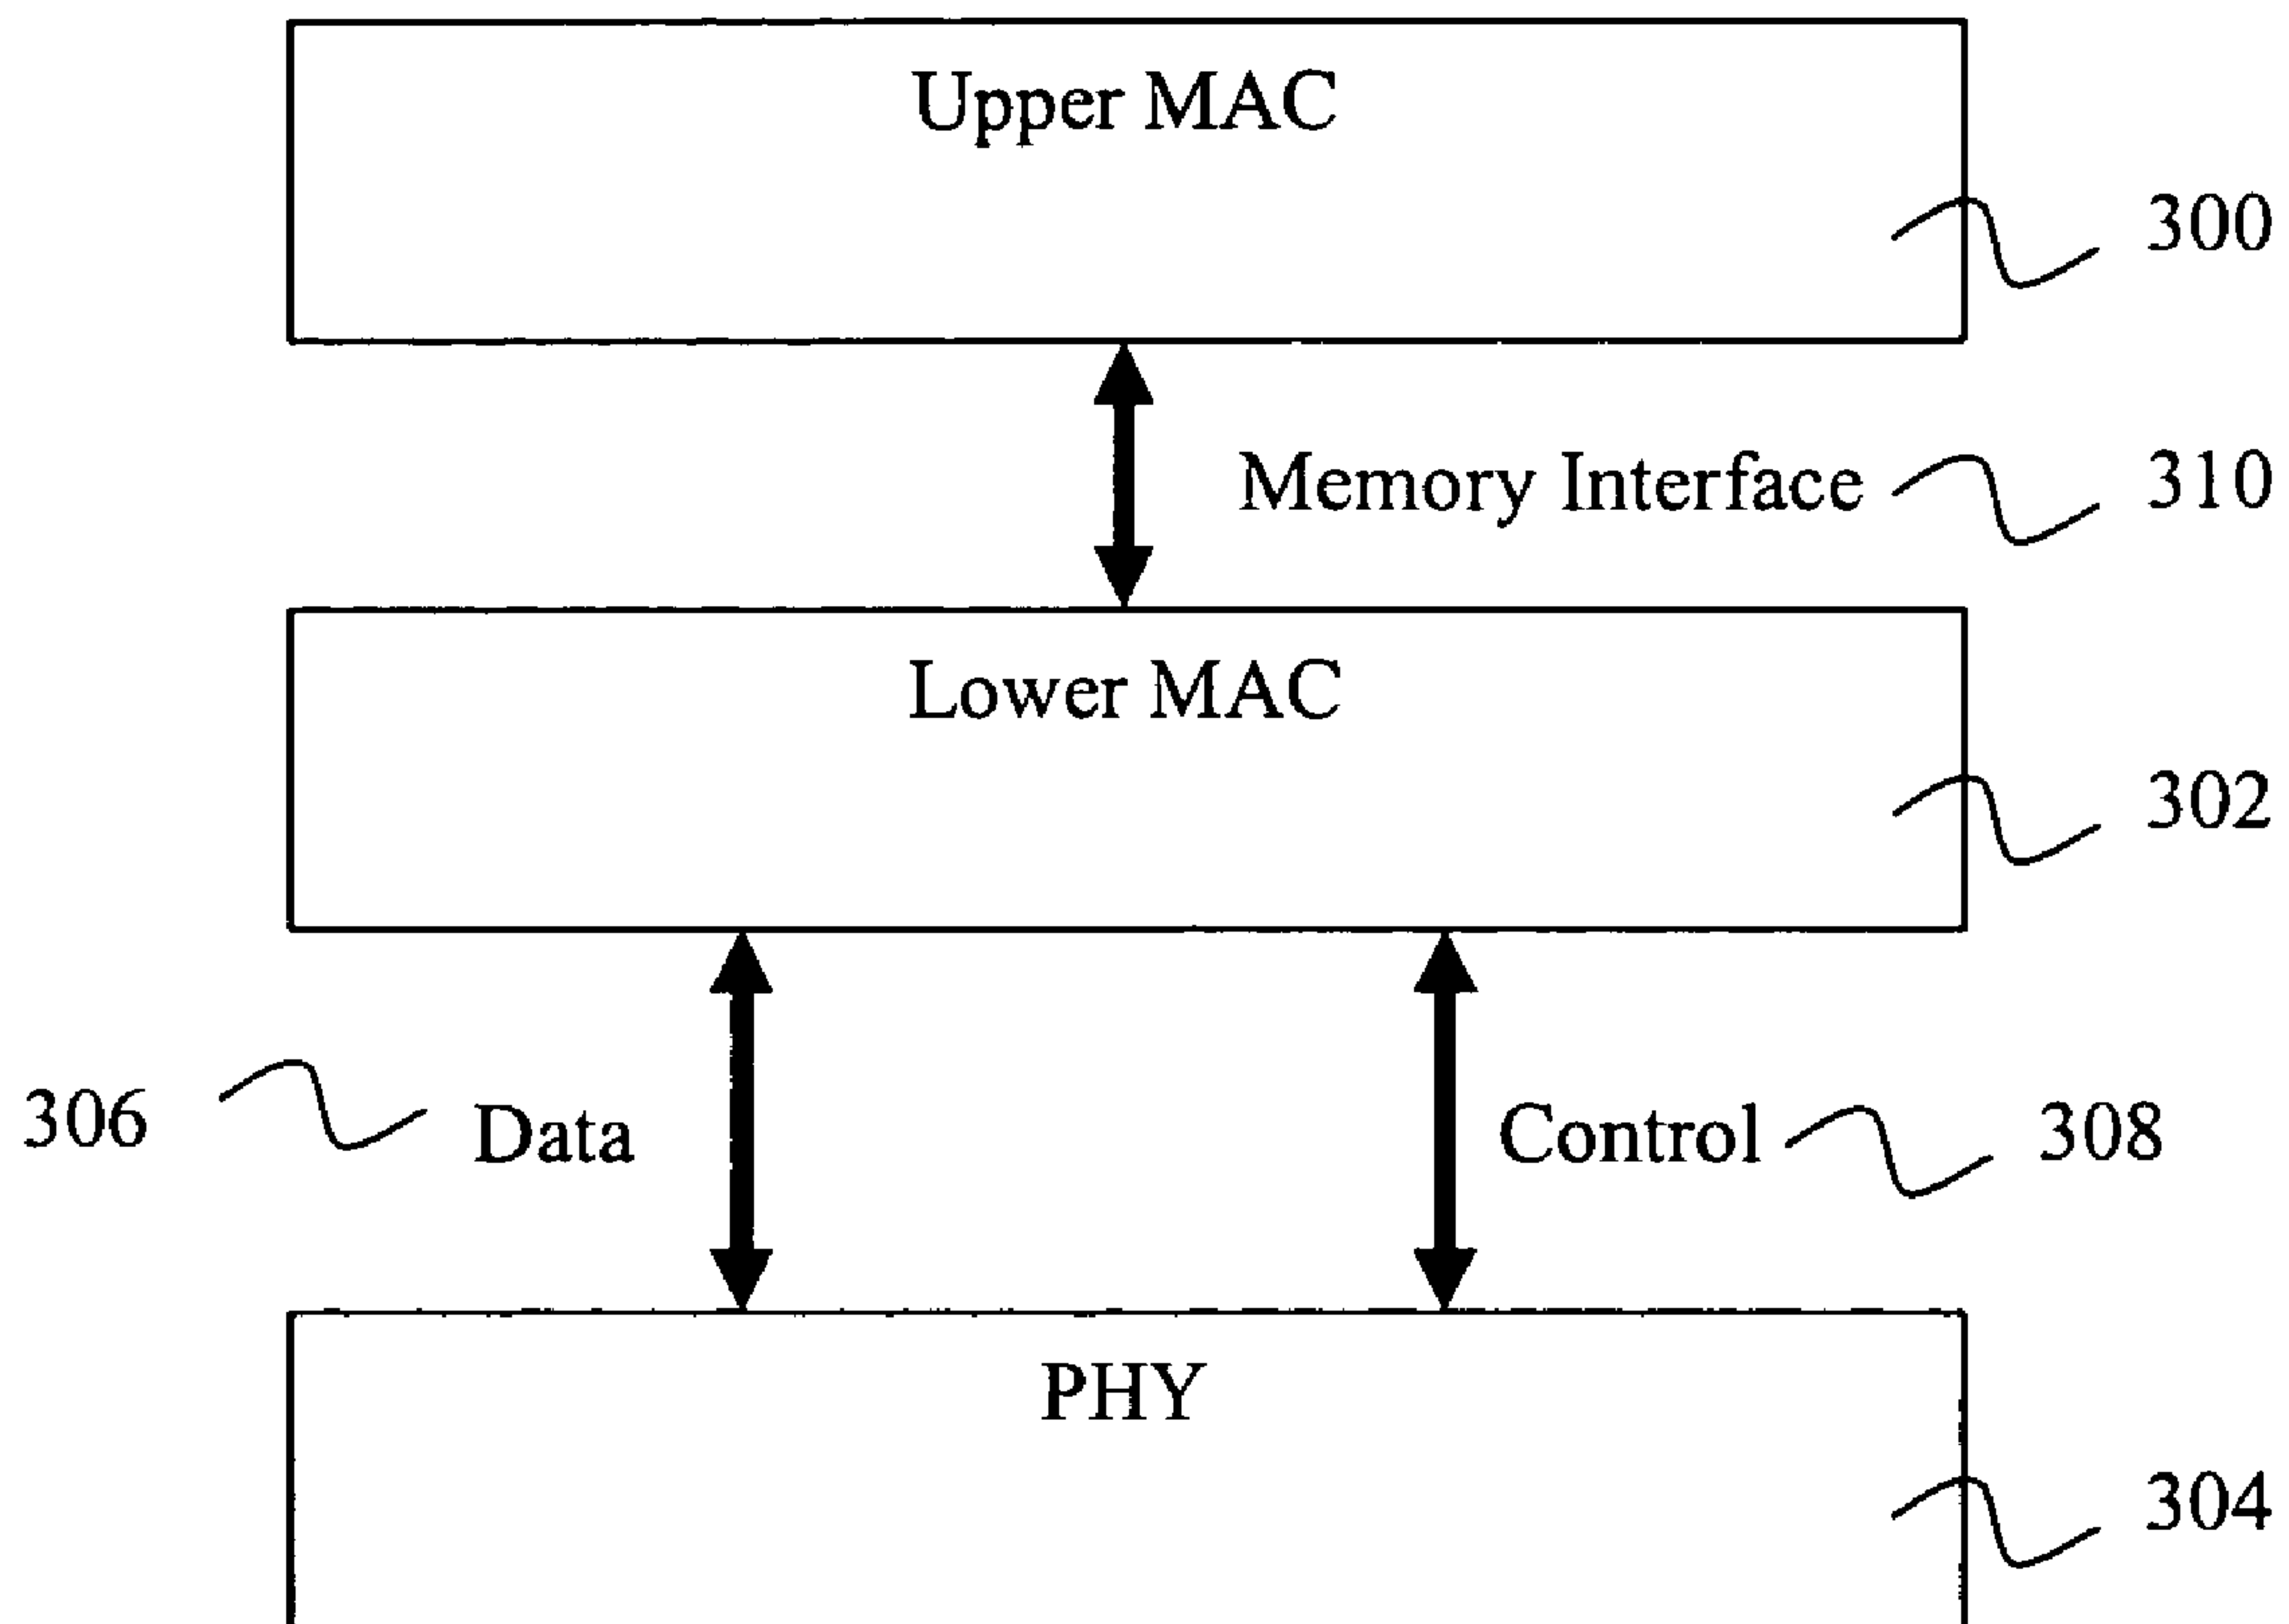 Upper MAC
300
Memory Interface 310
Lower MAC
302
306 Data Control 308
PHY
304